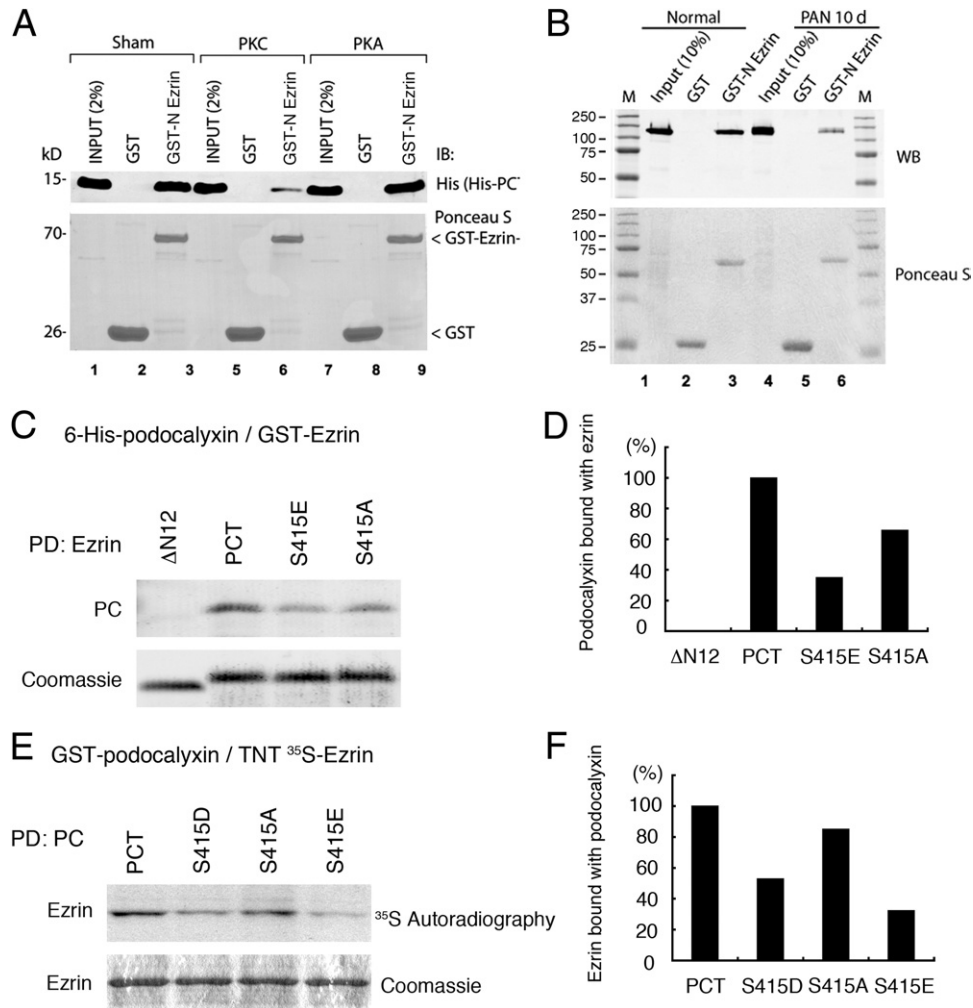 A
Sham PKC PKA
INPUT (2%) GST GST-N Ezrin INPUT (2%) GST GST-N Ezrin INPUT (2%) GST GST-N Ezrin
kD
IB:
15- His (His-PC
Ponceau S
70- < GST-Ezrin-
26- < GST
1 2 3 5 6 7 8 9
B
Normal PAN 10 d
M Input (10%) GST GST-N Ezrin Input (10%) GST GST-N Ezrin M
250
100
75
50
WB
250
100
75
50
37
25
Ponceau S
1 2 3 4 5 6
C 6-His-podocalyxin / GST-Ezrin
PD: Ezrin ΔN12 PCT S415E S415A
PC
Coomassie
D
(%)
Podocalyxin bound with ezrin
100
80
60
40
20
0
ΔN12 PCT S415E S415A
E GST-podocalyxin / TNT ³⁵S-Ezrin
PD: PC PCT S415D S415A S415E
Ezrin ³⁵S Autoradiography
Ezrin Coomassie
F
(%)
Ezrin bound with podocalyxin
100
80
60
40
20
0
PCT S415D S415A S415E